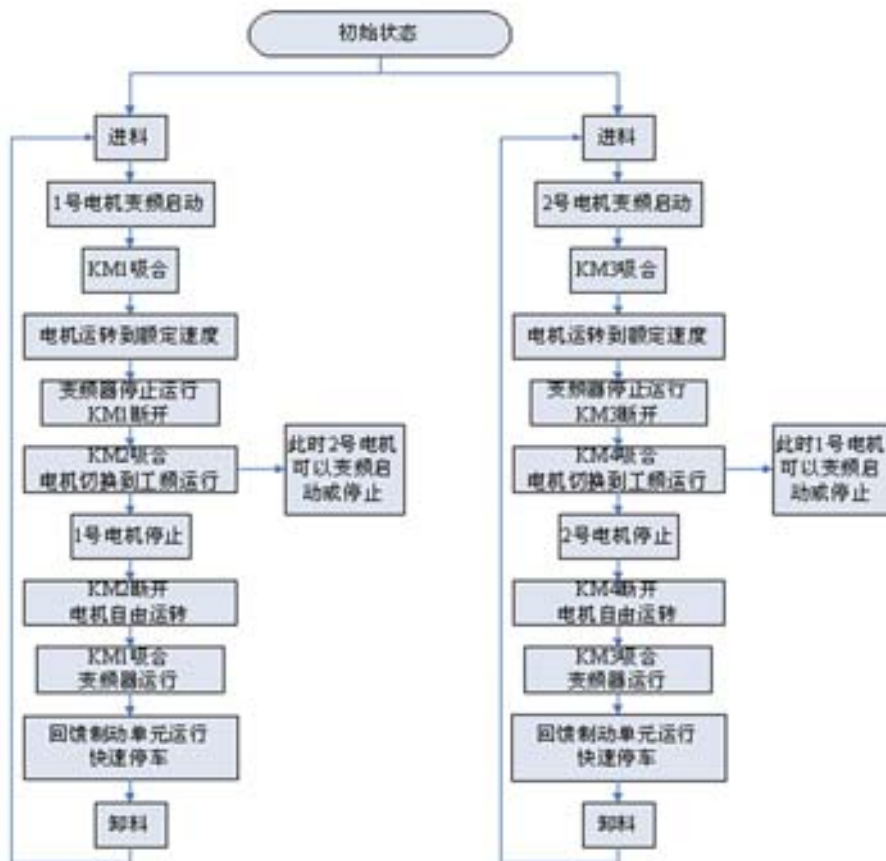 初始状态
进料
1号电机变频启动
KM1吸合
电机运转到额定速度
变频器停止运行
KM1断开
KM2吸合
电机切换到工频运行
此时2号电机
可以变频启
动或停止
1号电机停止
KM2断开
电机自由运转
KM1吸合
变频器运行
回馈制动单元运行
快速停车
卸料
进料
2号电机变频启动
KM3吸合
电机运转到额定速度
变频器停止运行
KM3断开
KM4吸合
电机切换到工频运行
此时1号电机
可以变频启
动或停止
2号电机停止
KM4断开
电机自由运转
KM3吸合
变频器运行
回馈制动单元运行
快速停车
卸料